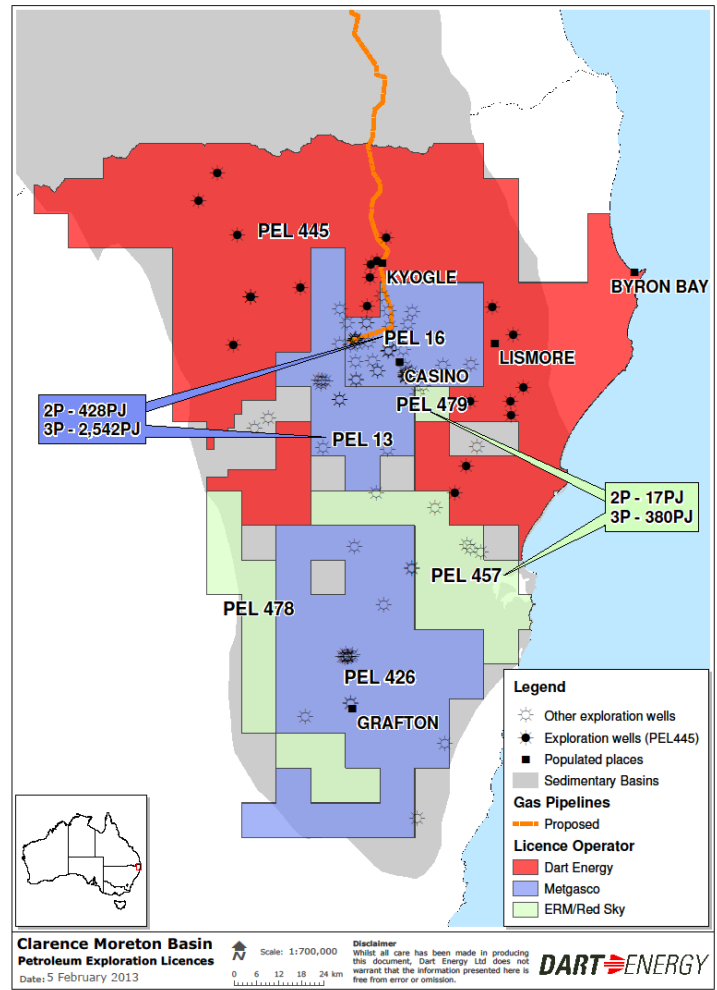 PEL 445
KYOGLE
BYRON BAY
PEL 16
LISMORE
CASINO
PEL 479
2P - 428PJ
3P - 2,542PJ
PEL 13
2P - 17PJ
3P - 380PJ
PEL 457
PEL 478
PEL 426
GRAFTON
Legend
Other exploration wells
Exploration wells (PEL445)
Populated places
Sedimentary Basins
Gas Pipelines
Proposed
Licence Operator
Dart Energy
Metgasco
ERM/Red Sky
Clarence Moreton Basin
Petroleum Exploration Licences
Date: 5 February 2013
N
Scale: 1:700,000
0 6 12 18 24 km
Disclaimer
Whilst all care has been made in producing
this document, Dart Energy Ltd does not
warrant that the information presented here is
free from error or omission.
DART ENERGY